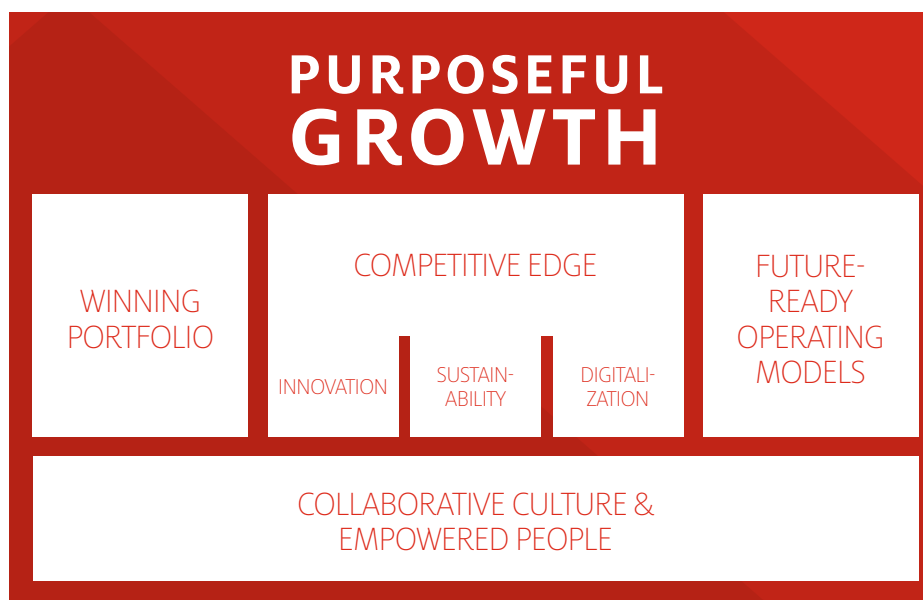 PURPOSEFUL
GROWTH
WINNING
PORTFOLIO
COMPETITIVE EDGE
INNOVATION
SUSTAIN-
ABILITY
DIGITALI-
ZATION
FUTURE-
READY
OPERATING
MODELS
COLLABORATIVE CULTURE &
EMPOWERED PEOPLE